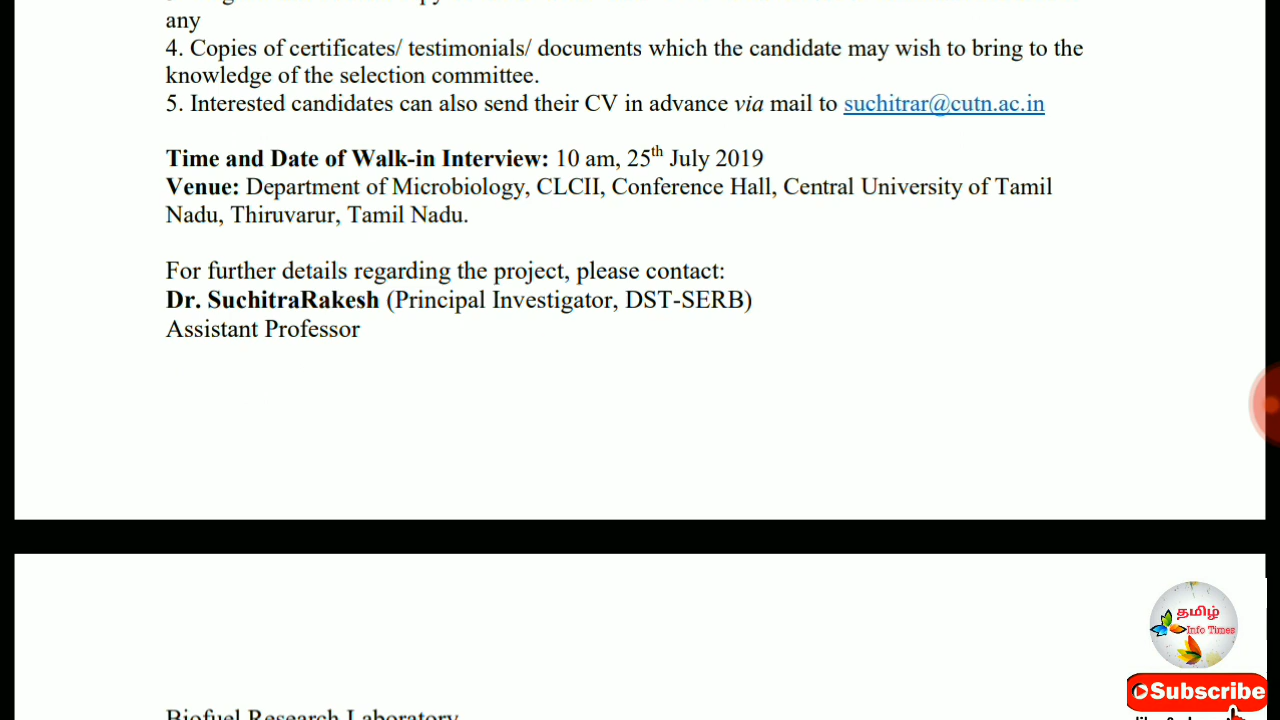 any
4. Copies of certificates/ testimonials/ documents which the candidate may wish to bring to the
knowledge of the selection committee.
5. Interested candidates can also send their CV in advance via mail to suchitrar@cutn.ac.in
Time and Date of Walk-in Interview: 10 am, 25th July 2019
Venue: Department of Microbiology, CLCII, Conference Hall, Central University of Tamil
Nadu, Thiruvarur, Tamil Nadu.
For further details regarding the project, please contact:
Dr. SuchitraRakesh (Principal Investigator, DST-SERB)
Assistant Professor
Biofuel Research Laboratory
தமிழ்
Info Times
Subscribe